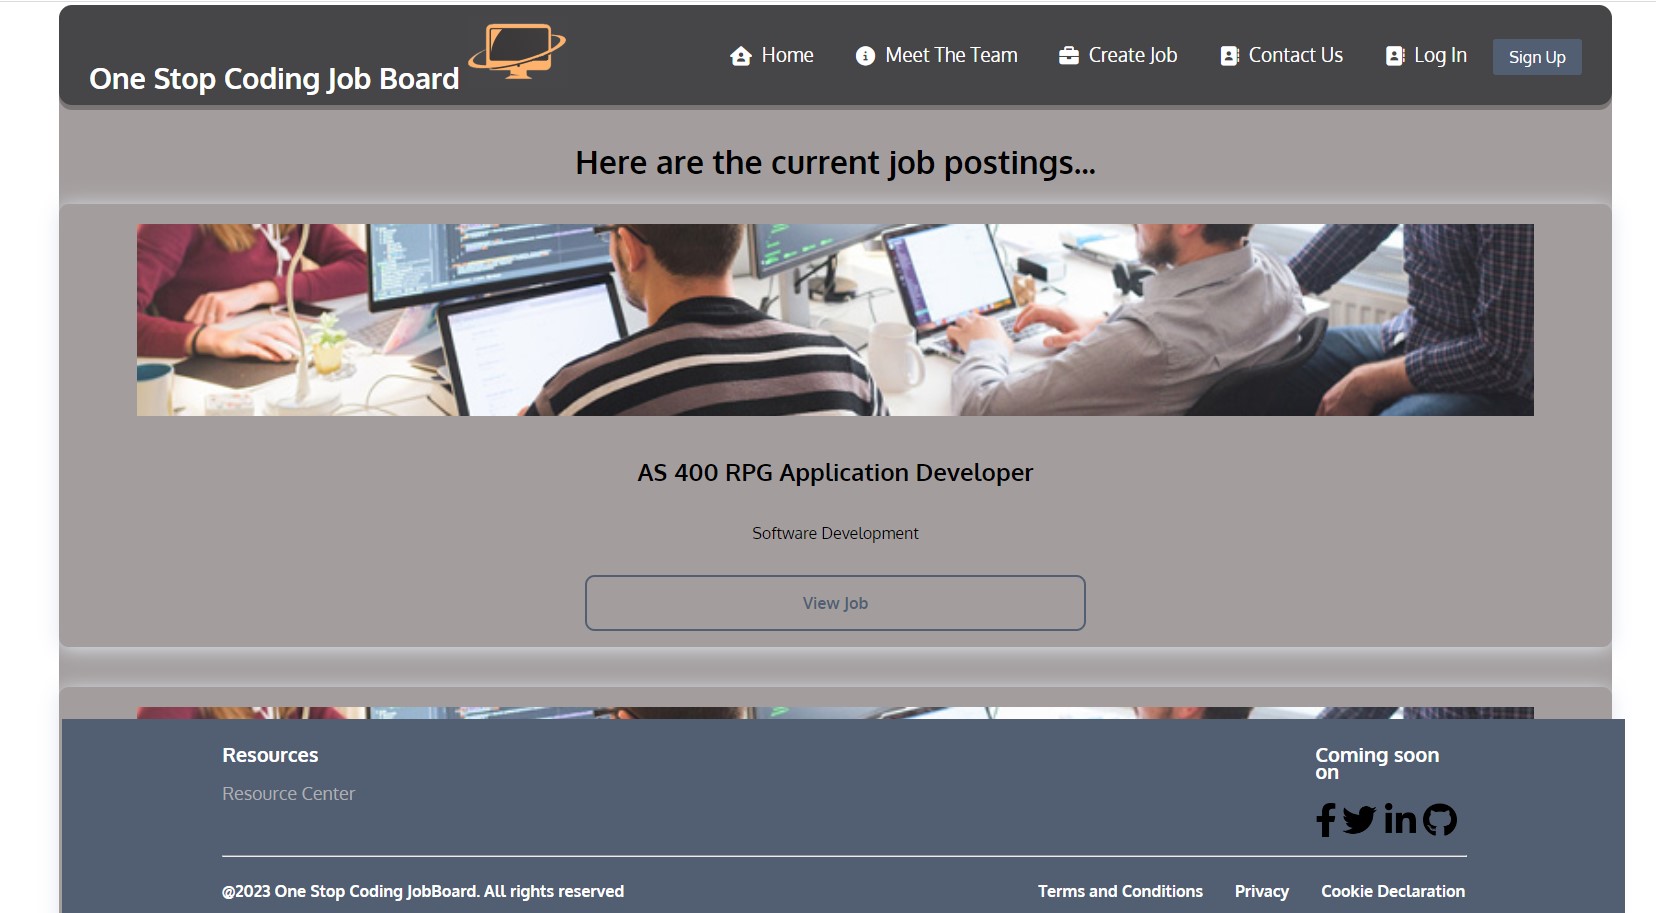 One Stop Coding Job Board
Home
Meet The Team
Create Job
Contact Us
Log In
Sign Up
Here are the current job postings...
AS 400 RPG Application Developer
Software Development
View Job
Resources
Resource Center
Coming soon
on
@2023 One Stop Coding JobBoard. All rights reserved
Terms and Conditions
Privacy
Cookie Declaration